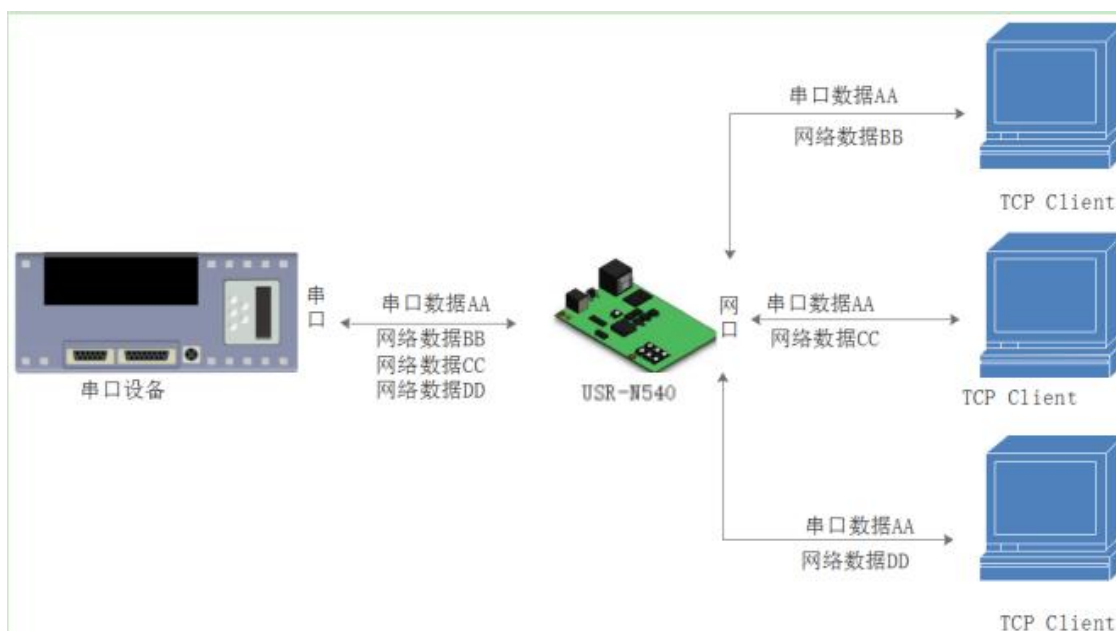 串口数据AA
网络数据BB
TCP Client
串口
串口数据AA
网络数据BB
网络数据CC
网络数据DD
串口设备
USR-N540
网口
串口数据AA
网络数据CC
TCP Client
串口数据AA
网络数据DD
TCP Client